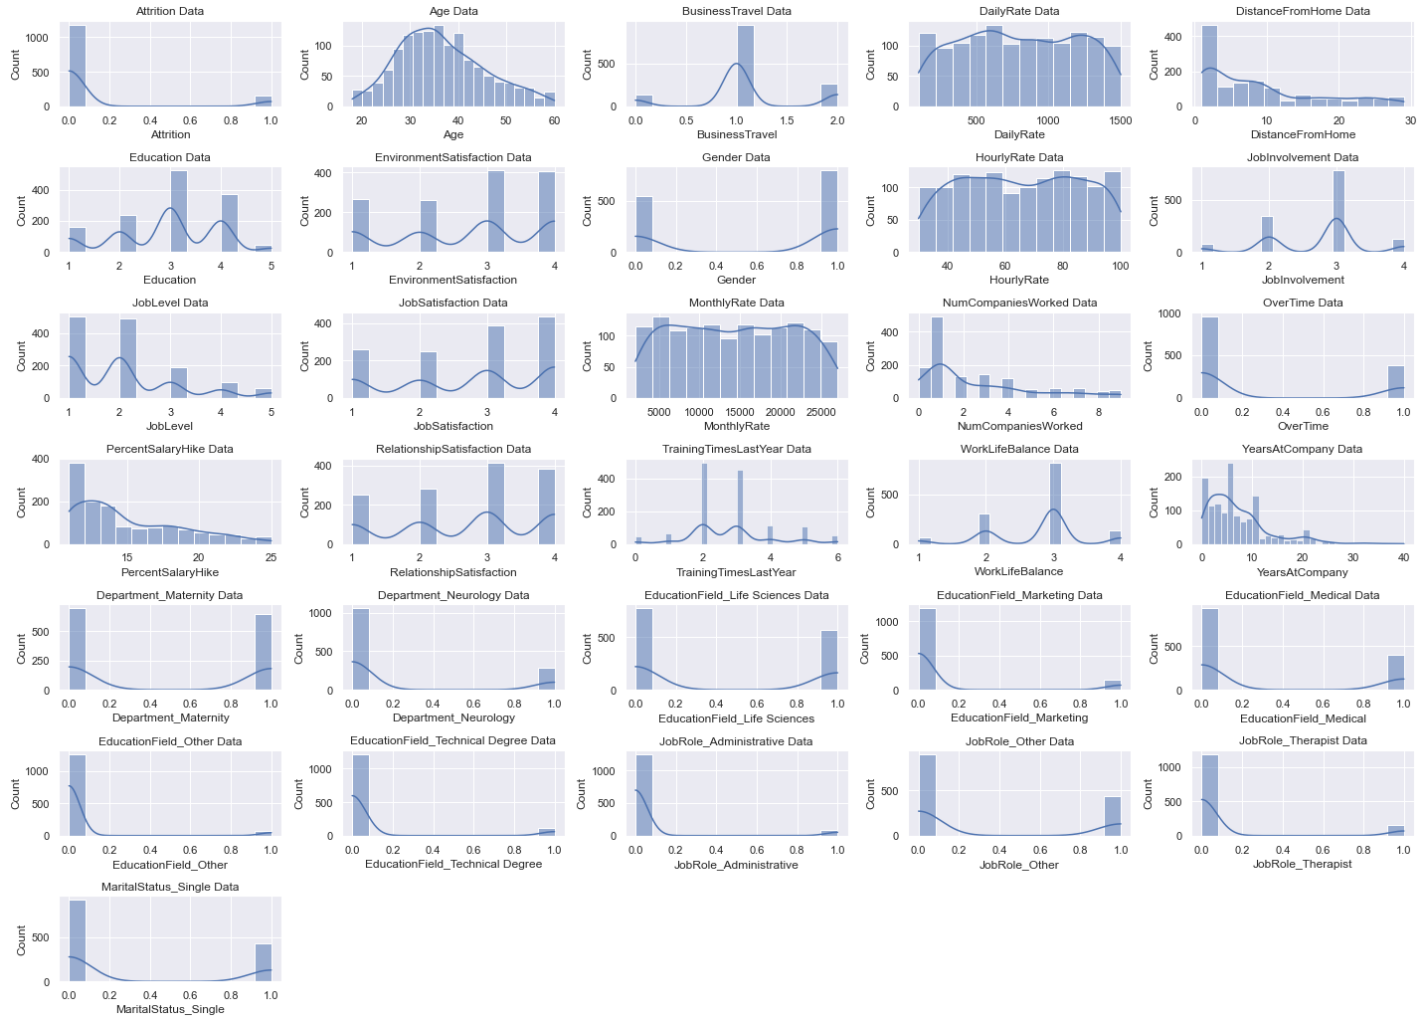 Attrition Data
Age Data
BusinessTravel Data
DailyRate Data
DistanceFromHome Data
Count
1000
500
0
0.0 0.2 0.4 0.6 0.8 1.0
Attrition
Count
100
50
0
20 30 40 50 60
Age
Count
500
0
0.0 0.5 1.0 1.5 2.0
BusinessTravel
Count
100
50
0
500 1000 1500
DailyRate
Count
400
200
0
0 10 20 30
DistanceFromHome
Education Data
EnvironmentSatisfaction Data
Gender Data
HourlyRate Data
JobInvolvement Data
Count
400
200
0
1 2 3 4 5
Education
Count
400
200
0
1 2 3 4
EnvironmentSatisfaction
Count
500
0
0.0 0.2 0.4 0.6 0.8 1.0
Gender
Count
100
50
0
40 60 80 100
HourlyRate
Count
500
0
1 2 3 4
JobInvolvement
JobLevel Data
JobSatisfaction Data
MonthlyRate Data
NumCompaniesWorked Data
OverTime Data
Count
400
200
0
1 2 3 4 5
JobLevel
Count
400
200
0
1 2 3 4
JobSatisfaction
Count
100
50
0
5000 10000 15000 20000 25000
MonthlyRate
Count
400
200
0
0 2 4 6 8
NumCompaniesWorked
Count
1000
500
0
0.0 0.2 0.4 0.6 0.8 1.0
OverTime
PercentSalaryHike Data
RelationshipSatisfaction Data
TrainingTimesLastYear Data
WorkLifeBalance Data
YearsAtCompany Data
Count
400
200
0
15 20 25
PercentSalaryHike
Count
400
200
0
1 2 3 4
RelationshipSatisfaction
Count
400
200
0
0 2 4 6
TrainingTimesLastYear
Count
500
0
1 2 3 4
WorkLifeBalance
Count
200
100
0
0 10 20 30 40
YearsAtCompany
Department_Maternity Data
Department_Neurology Data
EducationField_Life Sciences Data
EducationField_Marketing Data
EducationField_Medical Data
Count
500
250
0
0.0 0.2 0.4 0.6 0.8 1.0
Department_Maternity
Count
1000
500
0
0.0 0.2 0.4 0.6 0.8 1.0
Department_Neurology
Count
500
0
0.0 0.2 0.4 0.6 0.8 1.0
EducationField_Life Sciences
Count
1000
500
0
0.0 0.2 0.4 0.6 0.8 1.0
EducationField_Marketing
Count
500
0
0.0 0.2 0.4 0.6 0.8 1.0
EducationField_Medical
EducationField_Other Data
EducationField_Technical Degree Data
JobRole_Administrative Data
JobRole_Other Data
JobRole_Therapist Data
Count
1000
500
0
0.0 0.2 0.4 0.6 0.8 1.0
EducationField_Other
Count
1000
500
0
0.0 0.2 0.4 0.6 0.8 1.0
EducationField_Technical Degree
Count
1000
500
0
0.0 0.2 0.4 0.6 0.8 1.0
JobRole_Administrative
Count
500
0
0.0 0.2 0.4 0.6 0.8 1.0
JobRole_Other
Count
1000
500
0
0.0 0.2 0.4 0.6 0.8 1.0
JobRole_Therapist
MaritalStatus_Single Data
Count
500
0
0.0 0.2 0.4 0.6 0.8 1.0
MaritalStatus_Single